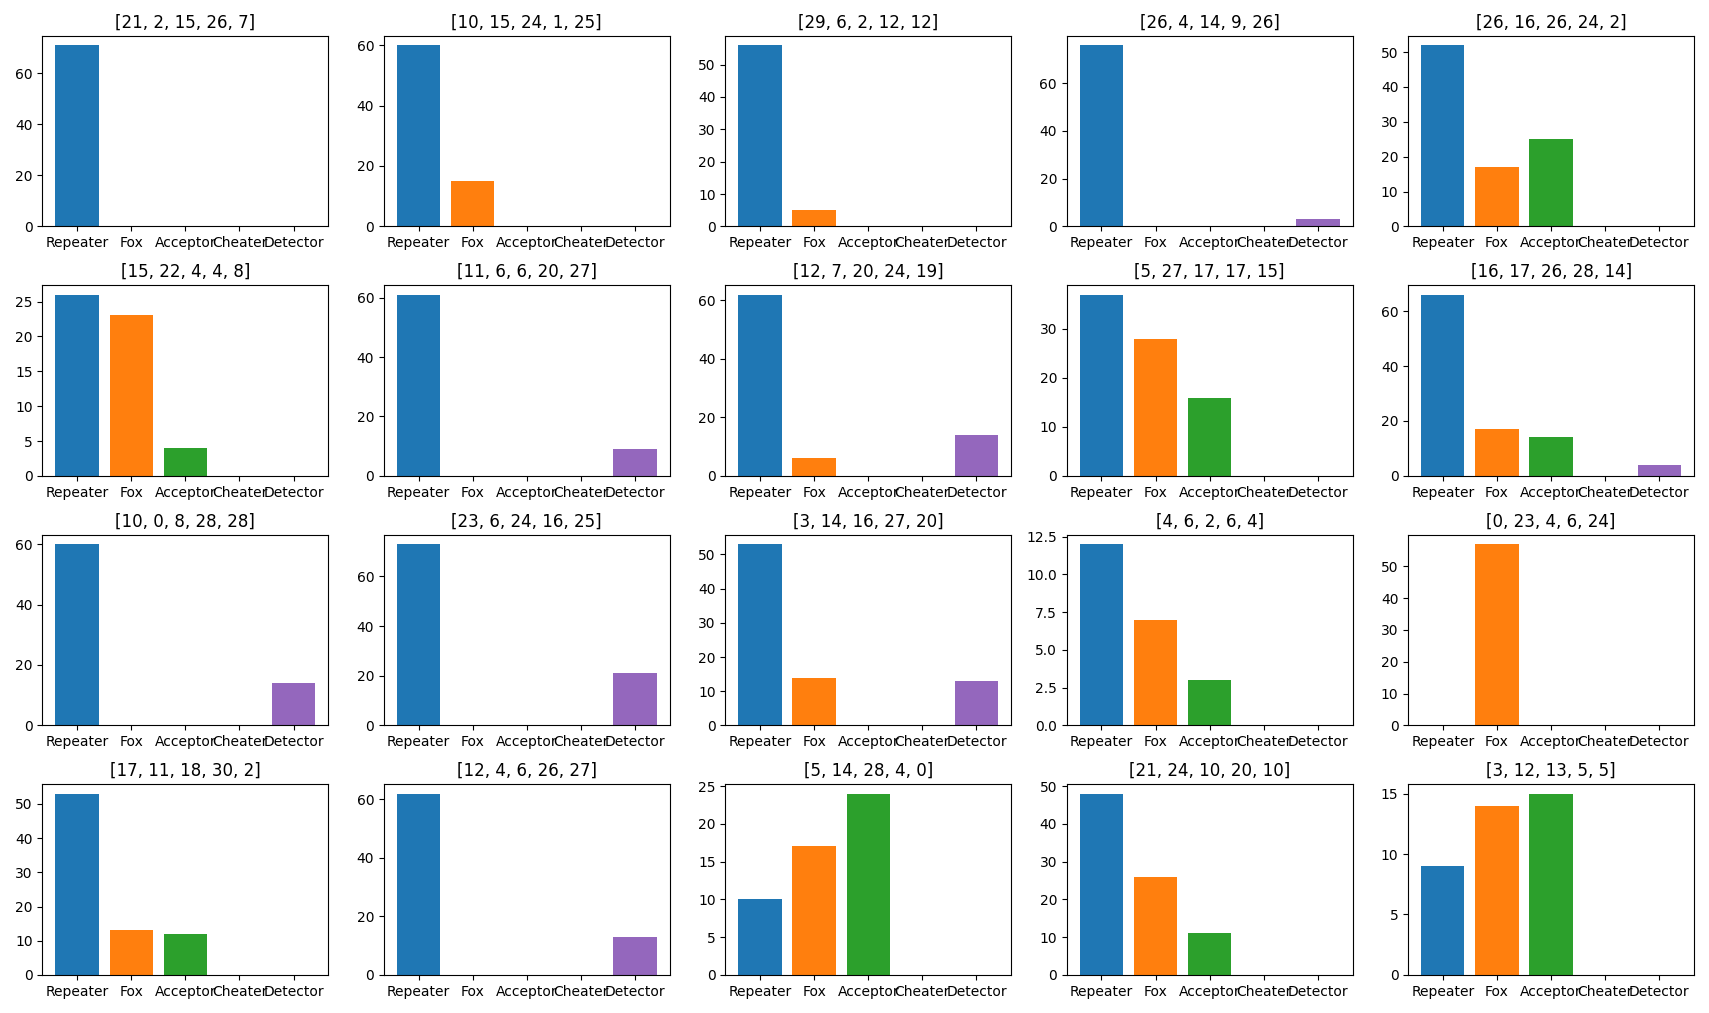 [21, 2, 15, 26, 7]
60
40
20
0
Repeater Fox Acceptor Cheater Detector
[10, 15, 24, 1, 25]
60
40
20
0
Repeater Fox Acceptor Cheater Detector
[29, 6, 2, 12, 12]
50
40
30
20
10
0
Repeater Fox Acceptor Cheater Detector
[26, 4, 14, 9, 26]
60
40
20
0
Repeater Fox Acceptor Cheater Detector
[26, 16, 26, 24, 2]
50
40
30
20
10
0
Repeater Fox Acceptor Cheater Detector
[15, 22, 4, 4, 8]
25
20
15
10
5
0
Repeater Fox Acceptor Cheater Detector
[11, 6, 6, 20, 27]
60
40
20
0
Repeater Fox Acceptor Cheater Detector
[12, 7, 20, 24, 19]
60
40
20
0
Repeater Fox Acceptor Cheater Detector
[5, 27, 17, 17, 15]
30
20
10
0
Repeater Fox Acceptor Cheater Detector
[16, 17, 26, 28, 14]
60
40
20
0
Repeater Fox Acceptor Cheater Detector
[10, 0, 8, 28, 28]
60
40
20
0
Repeater Fox Acceptor Cheater Detector
[23, 6, 24, 16, 25]
60
40
20
0
Repeater Fox Acceptor Cheater Detector
[3, 14, 16, 27, 20]
50
40
30
20
10
0
Repeater Fox Acceptor Cheater Detector
[4, 6, 2, 6, 4]
12.5
10.0
7.5
5.0
2.5
0.0
Repeater Fox Acceptor Cheater Detector
[0, 23, 4, 6, 24]
50
40
30
20
10
0
Repeater Fox Acceptor Cheater Detector
[17, 11, 18, 30, 2]
50
40
30
20
10
0
Repeater Fox Acceptor Cheater Detector
[12, 4, 6, 26, 27]
60
40
20
0
Repeater Fox Acceptor Cheater Detector
[5, 14, 28, 4, 0]
25
20
15
10
5
0
Repeater Fox Acceptor Cheater Detector
[21, 24, 10, 20, 10]
50
40
30
20
10
0
Repeater Fox Acceptor Cheater Detector
[3, 12, 13, 5, 5]
15
10
5
0
Repeater Fox Acceptor Cheater Detector